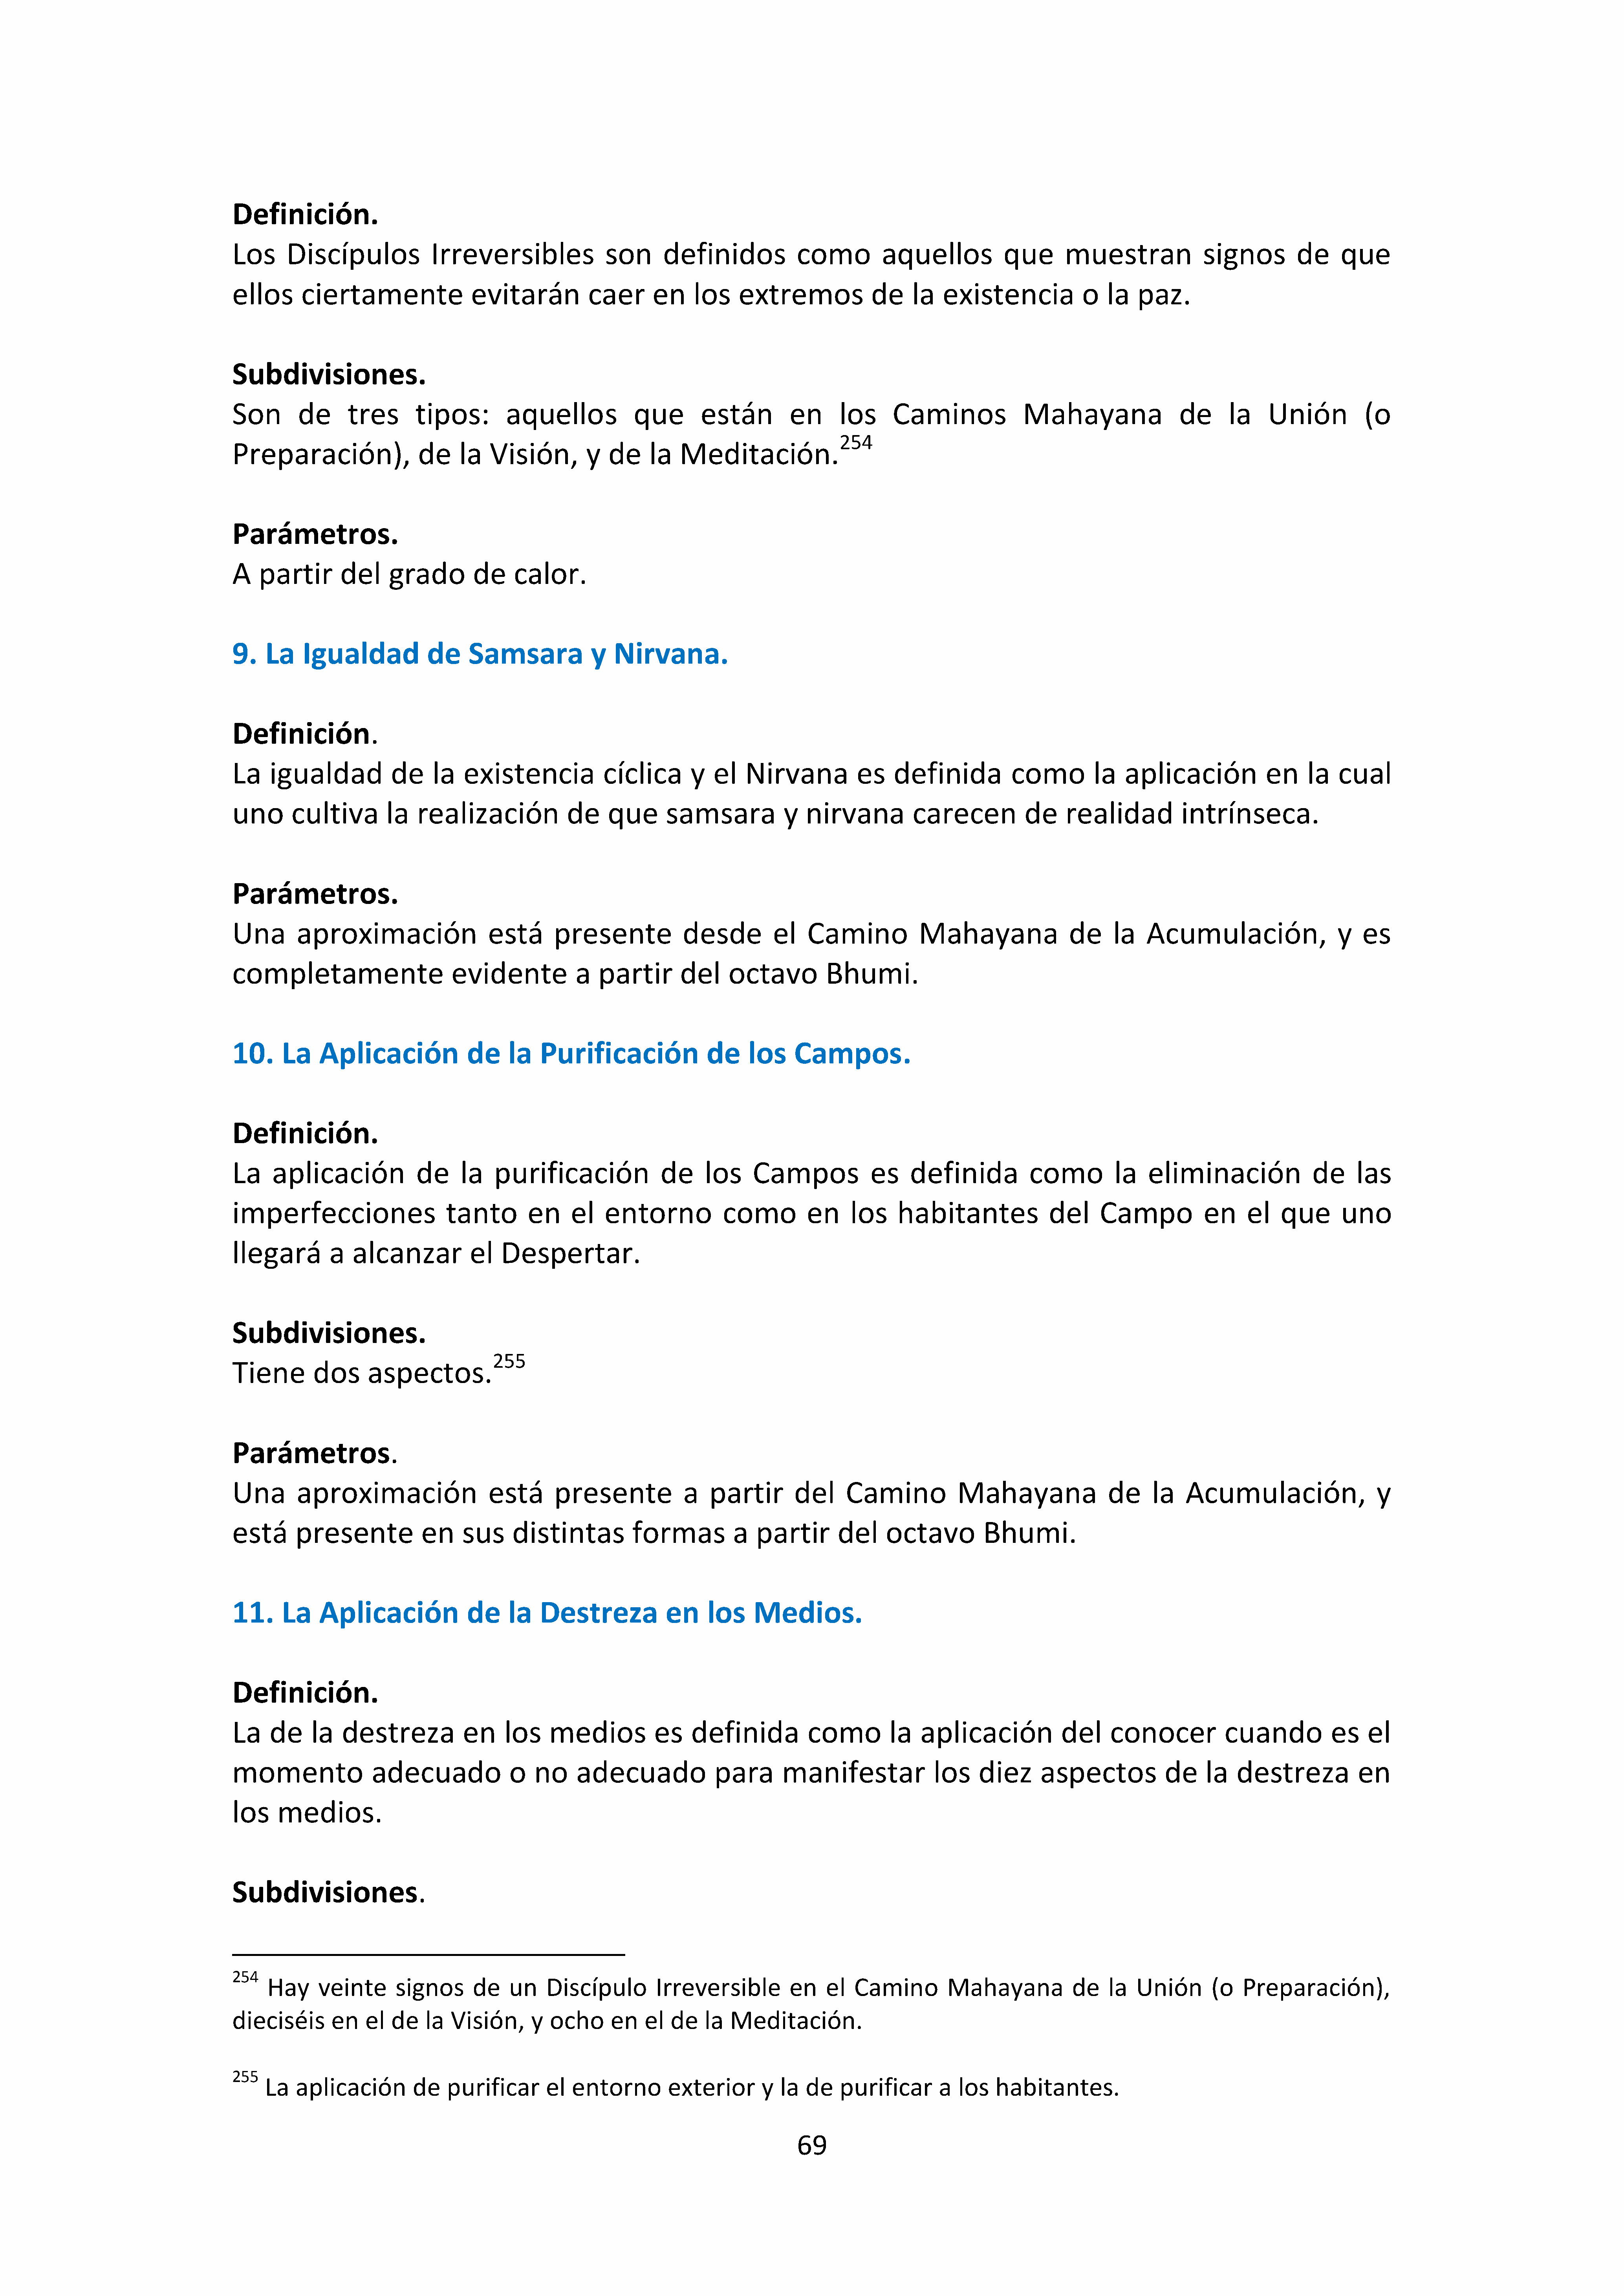 Definición.
Los Discípulos Irreversibles son definidos como aquellos que muestran signos de que
ellos ciertamente evitarán caer en los extremos de la existencia o la paz.
Subdivisiones.
Son de tres tipos: aquellos que están en los Caminos Mahayana de la Unión (o
Preparación), de la Visión, y de la Meditación.254
Parámetros.
A partir del grado de calor.
9. La Igualdad de Samsara y Nirvana.
Definición.
La igualdad de la existencia cíclica y el Nirvana es definida como la aplicación en la cual
uno cultiva la realización de que samsara y nirvana carecen de realidad intrínseca.
Parámetros.
Una aproximación está presente desde el Camino Mahayana de la Acumulación, y es
completamente evidente a partir del octavo Bhumi.
10. La Aplicación de la Purificación de los Campos.
Definición.
La aplicación de la purificación de los Campos es definida como la eliminación de las
imperfecciones tanto en el entorno como en los habitantes del Campo en el que uno
llegará a alcanzar el Despertar.
Subdivisiones.
Tiene dos aspectos.255
Parámetros.
Una aproximación está presente a partir del Camino Mahayana de la Acumulación, y
está presente en sus distintas formas a partir del octavo Bhumi.
11. La Aplicación de la Destreza en los Medios.
Definición.
La de la destreza en los medios es definida como la aplicación del conocer cuando es el
momento adecuado o no adecuado para manifestar los diez aspectos de la destreza en
los medios.
Subdivisiones.
254 Hay veinte signos de un Discípulo Irreversible en el Camino Mahayana de la Unión (o Preparación),
dieciséis en el de la Visión, y ocho en el de la Meditación.
255 La aplicación de purificar el entorno exterior y la de purificar a los habitantes.
69